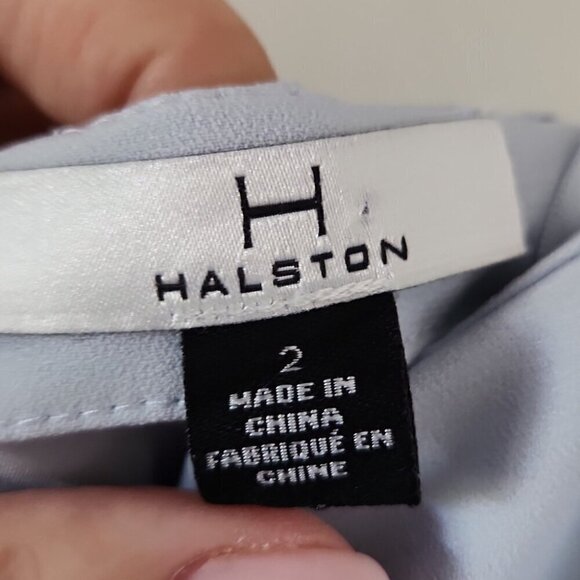 H
HALSTON
2
MADE IN
CHINA
FABRIQUÉ EN
CHINE